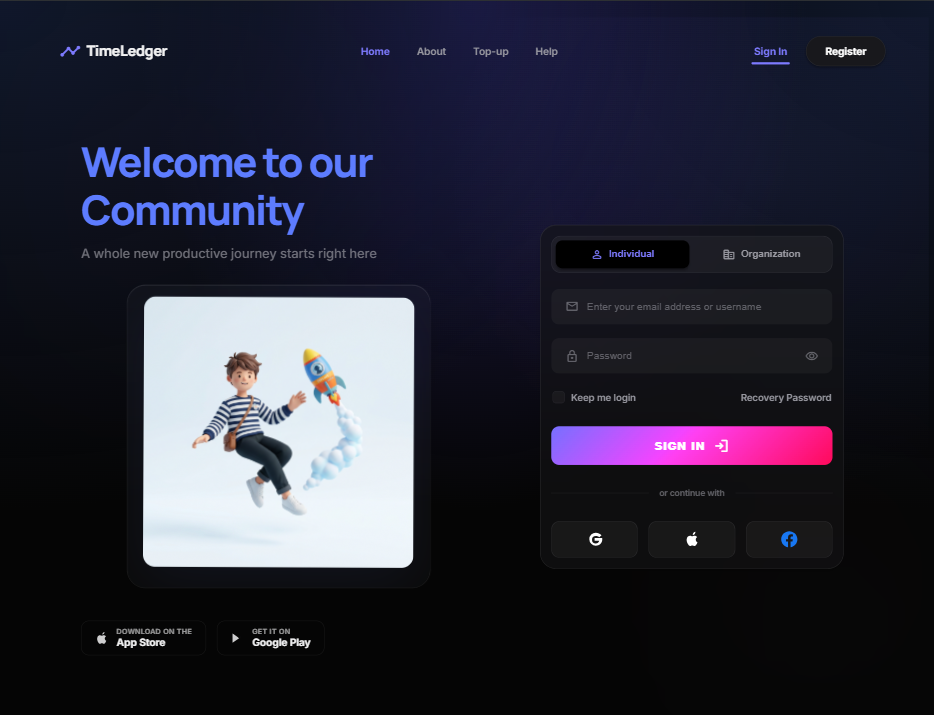 TimeLedger
Home
About
Top-up
Help
Sign In
Register
Welcome to our
Community
A whole new productive journey starts right here
Individual
Organization
Enter your email address or username
Password
Keep me login
Recovery Password
SIGN IN
or continue with
DOWNLOAD ON THE
App Store
GET IT ON
Google Play